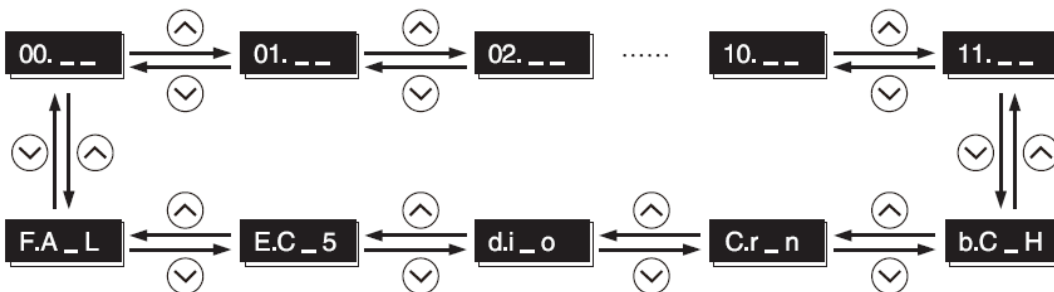 00. _ _ 01. _ _ 02. _ _ ...... 10. _ _ 11. _ _
F.A _ L E.C _ 5 d.i _ o C.r _ n b.C _ H